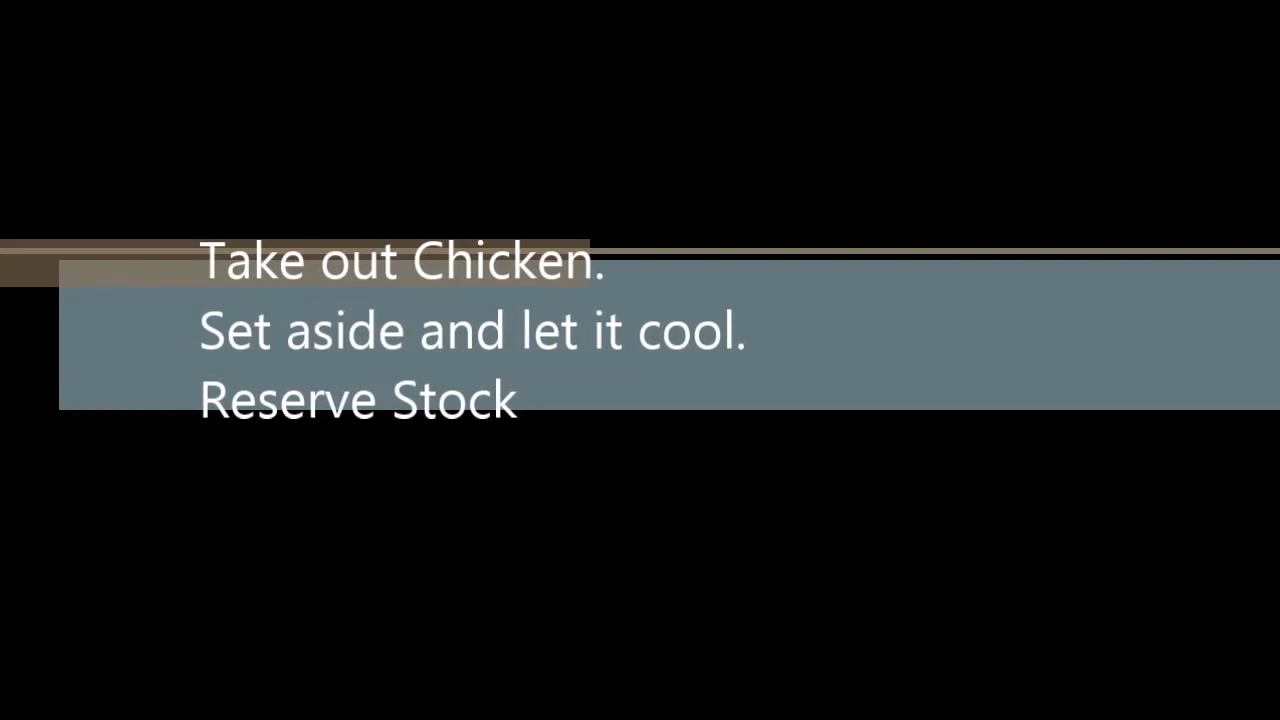 Take out Chicken.
Set aside and let it cool.
Reserve Stock